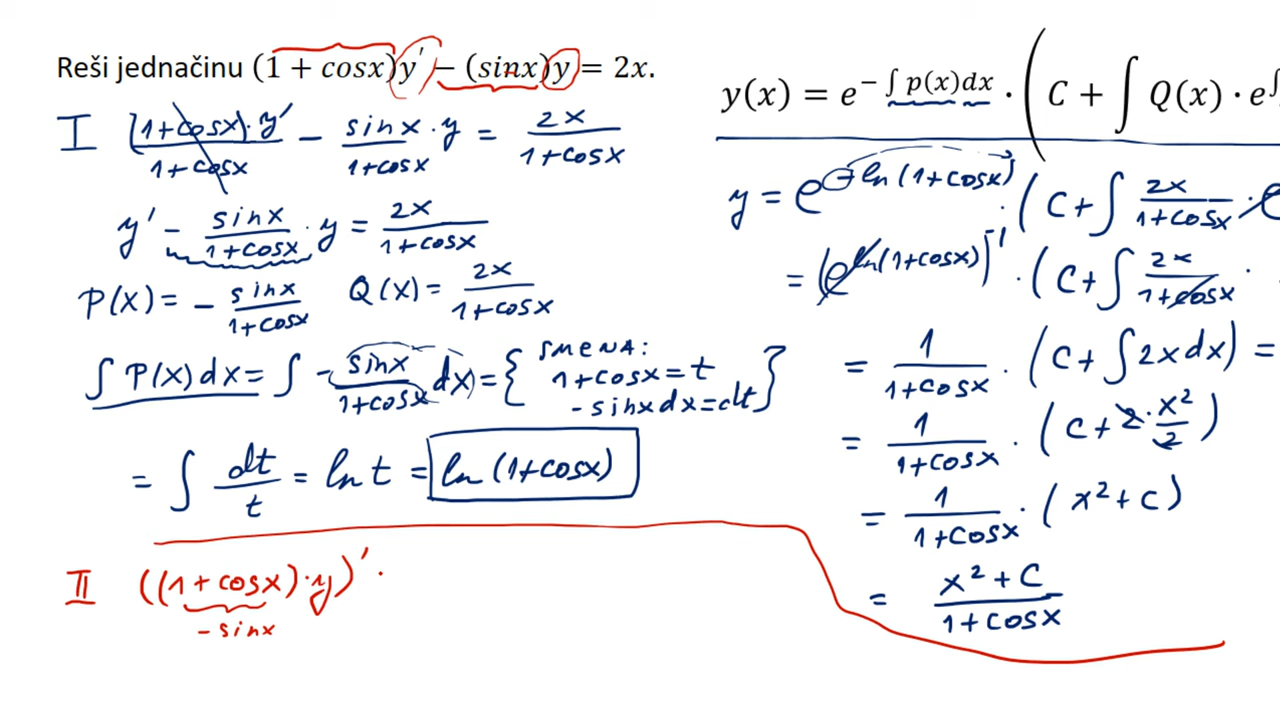 Reši jednačinu (1 + cosx)y′ − (sinx)y = 2x.
I (1+cosx)·y′ / 1+cosx − sinx·y / 1+cosx = 2x / 1+cosx
y′ − sinx / 1+cosx · y = 2x / 1+cosx
P(x) = − sinx / 1+cosx Q(x) = 2x / 1+cosx
∫ P(x)dx = ∫ − sinx / 1+cosx dx = { SMENA: 1+cosx = t −sinxdx = dt }
= ∫ dt / t = ln t = ln (1+cosx)
II ((1+cosx)·y)′ ·
−sinx
y(x) = e^(− ∫ p(x)dx) · ( C + ∫ Q(x) · e^∫
y = e^(−ln(1+cosx)) · ( C + ∫ 2x / 1+cosx · e
= (e^(ln(1+cosx)))^−1 · ( C + ∫ 2x / 1+cosx ·
= 1 / 1+cosx · ( C + ∫ 2xdx ) =
= 1 / 1+cosx · ( C + 2 · x² / 2 )
= 1 / 1+cosx · ( x² + C )
= x² + C / 1+cosx